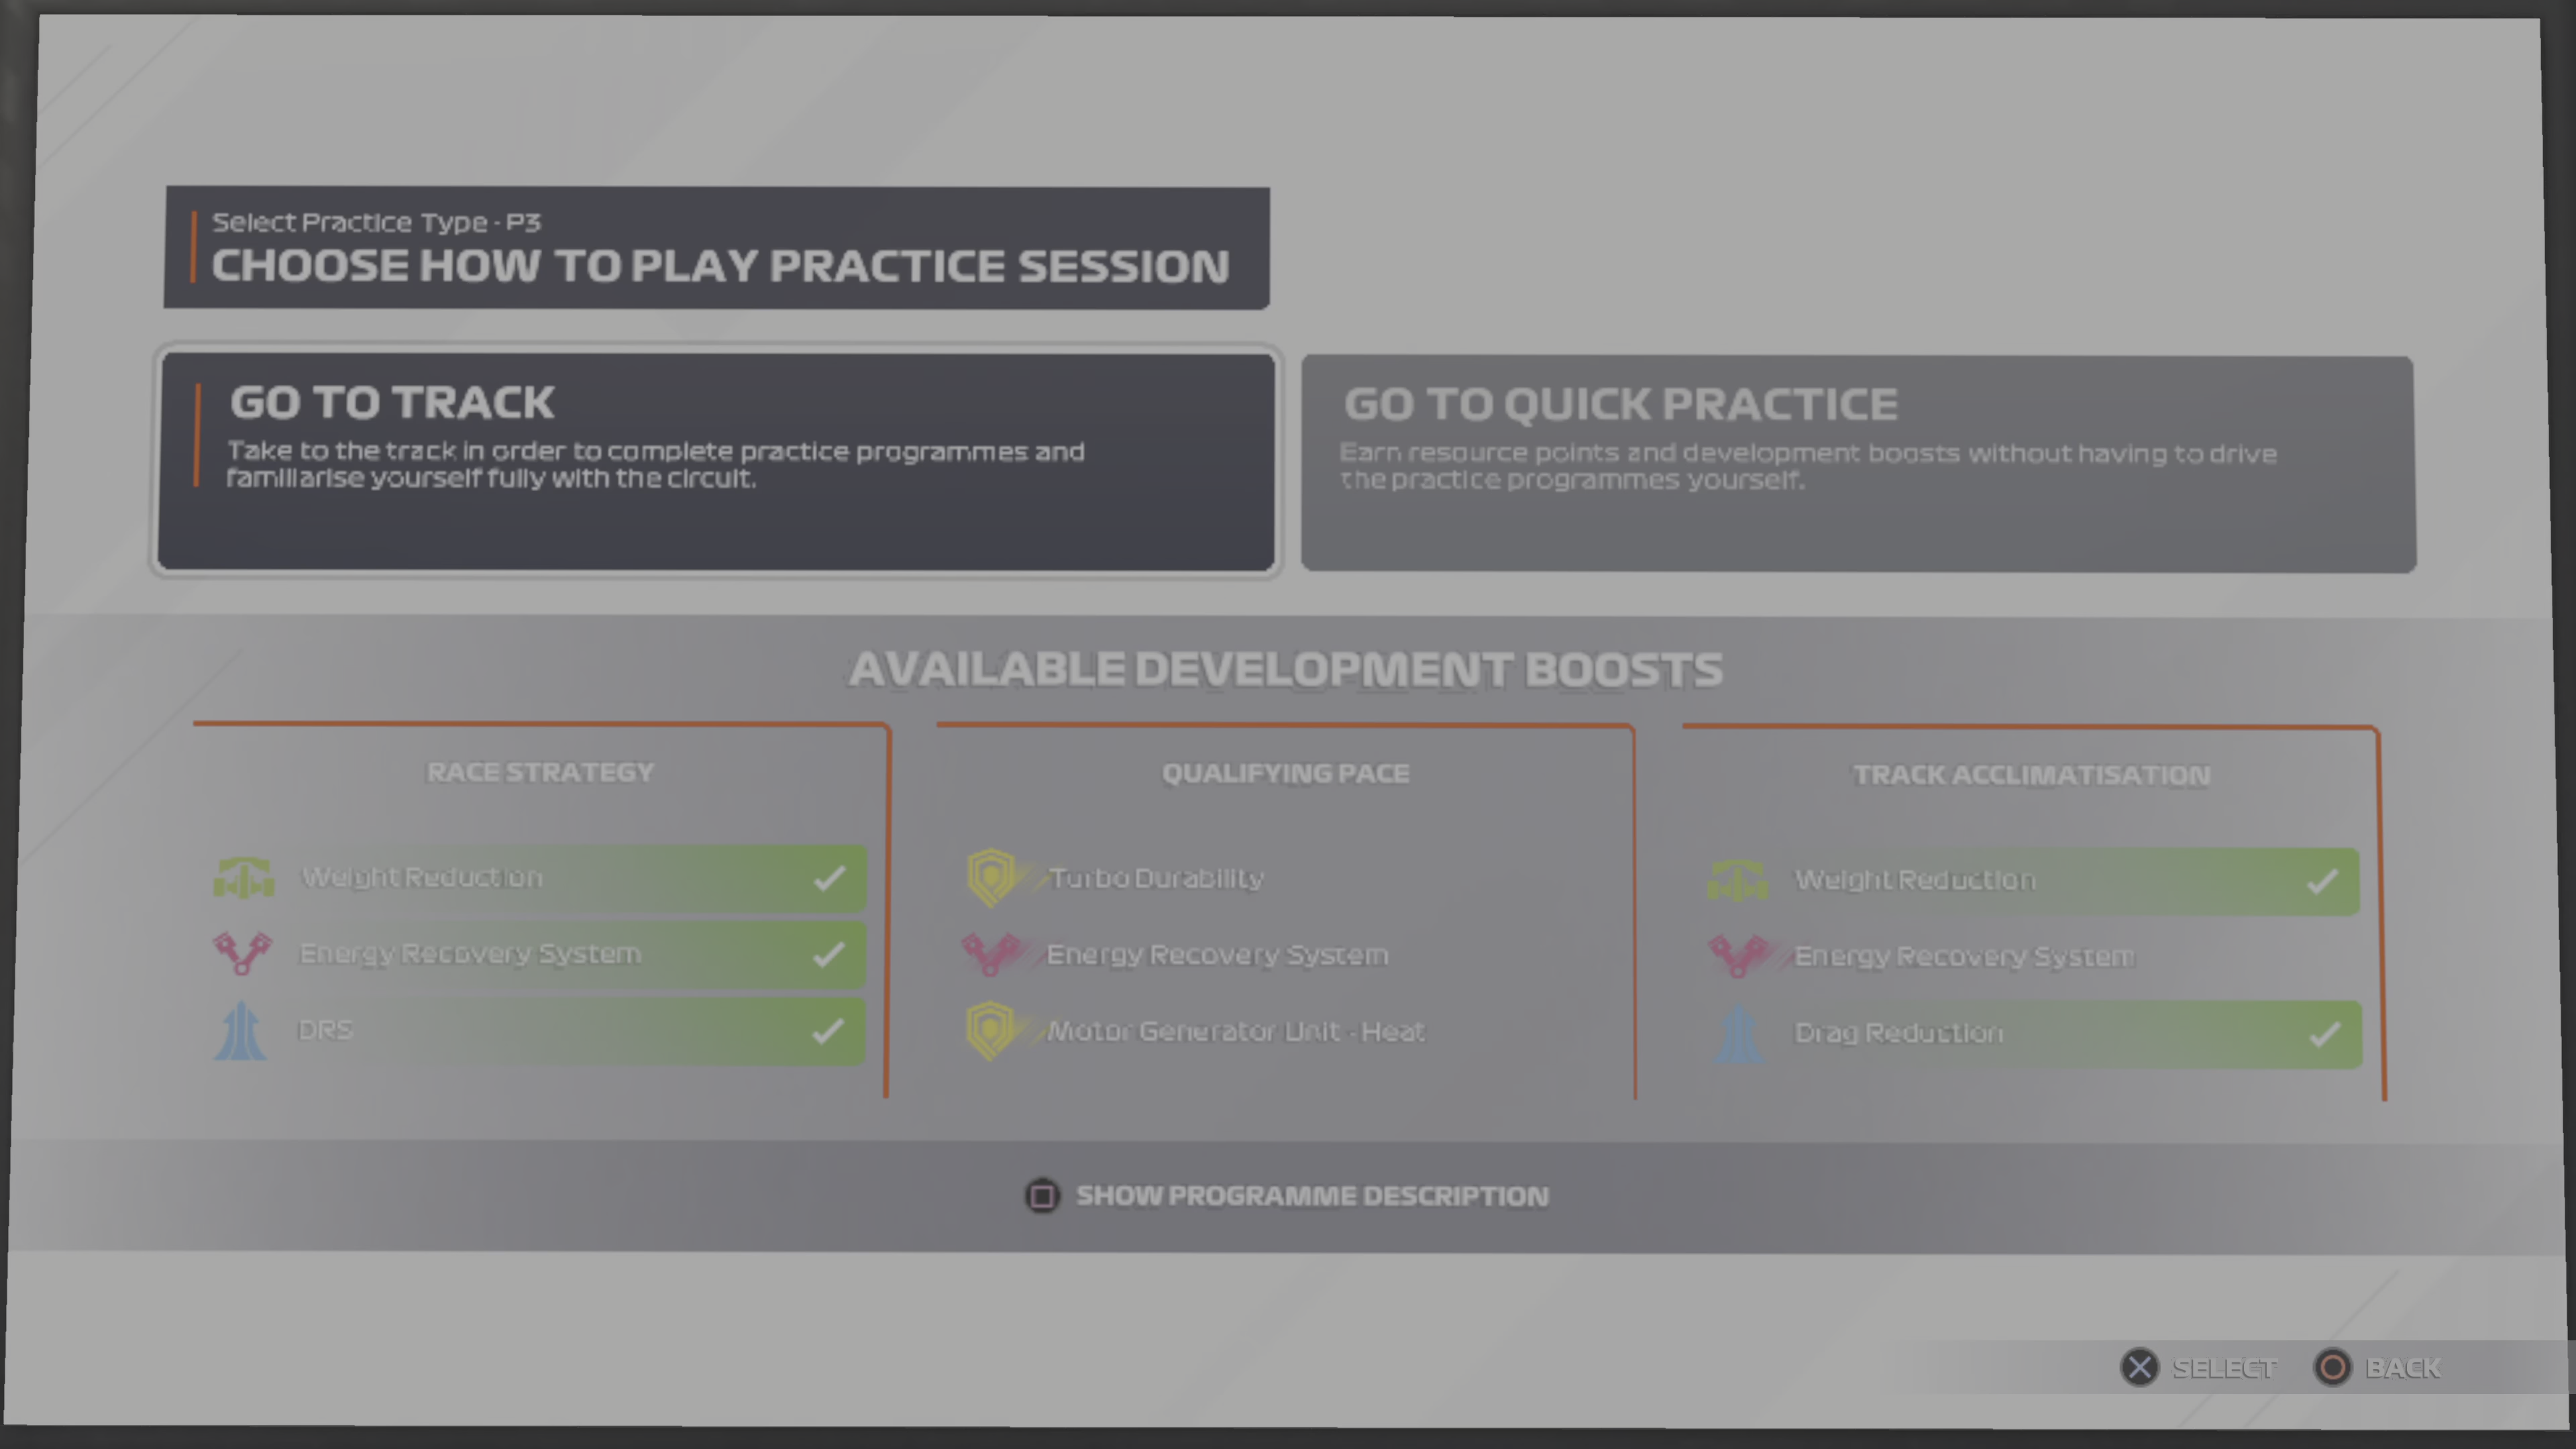 Select Practice Type - P3
CHOOSE HOW TO PLAY PRACTICE SESSION
GO TO TRACK
Take to the track in order to complete practice programmes and
familiarise yourself fully with the circuit.
GO TO QUICK PRACTICE
Earn resource points and development boosts without having to drive
the practice programmes yourself.
AVAILABLE DEVELOPMENT BOOSTS
RACE STRATEGY
Weight Reduction
Energy Recovery System
DRS
QUALIFYING PACE
Turbo Durability
Energy Recovery System
Motor Generator Unit - Heat
TRACK ACCLIMATISATION
Weight Reduction
Energy Recovery System
Drag Reduction
SHOW PROGRAMME DESCRIPTION
SELECT BACK